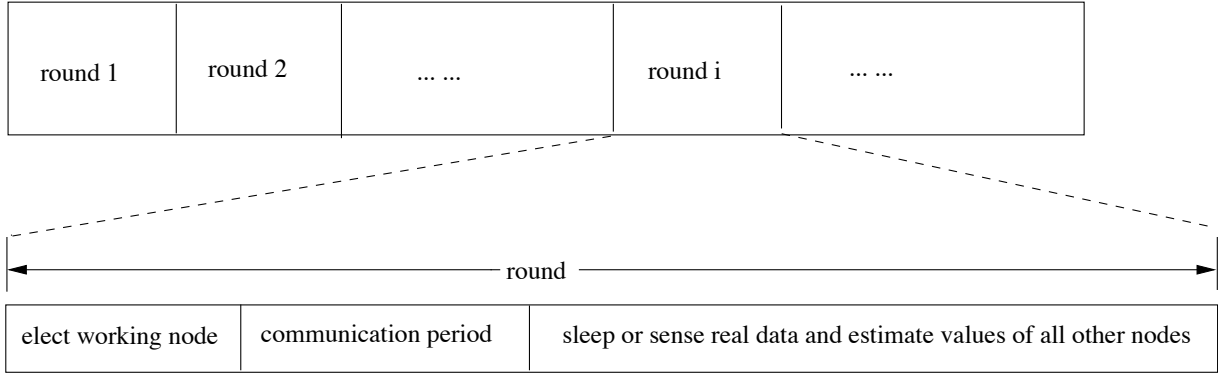 round 1
round 2
... ...
round i
... ...
round
elect working node
communication period
sleep or sense real data and estimate values of all other nodes